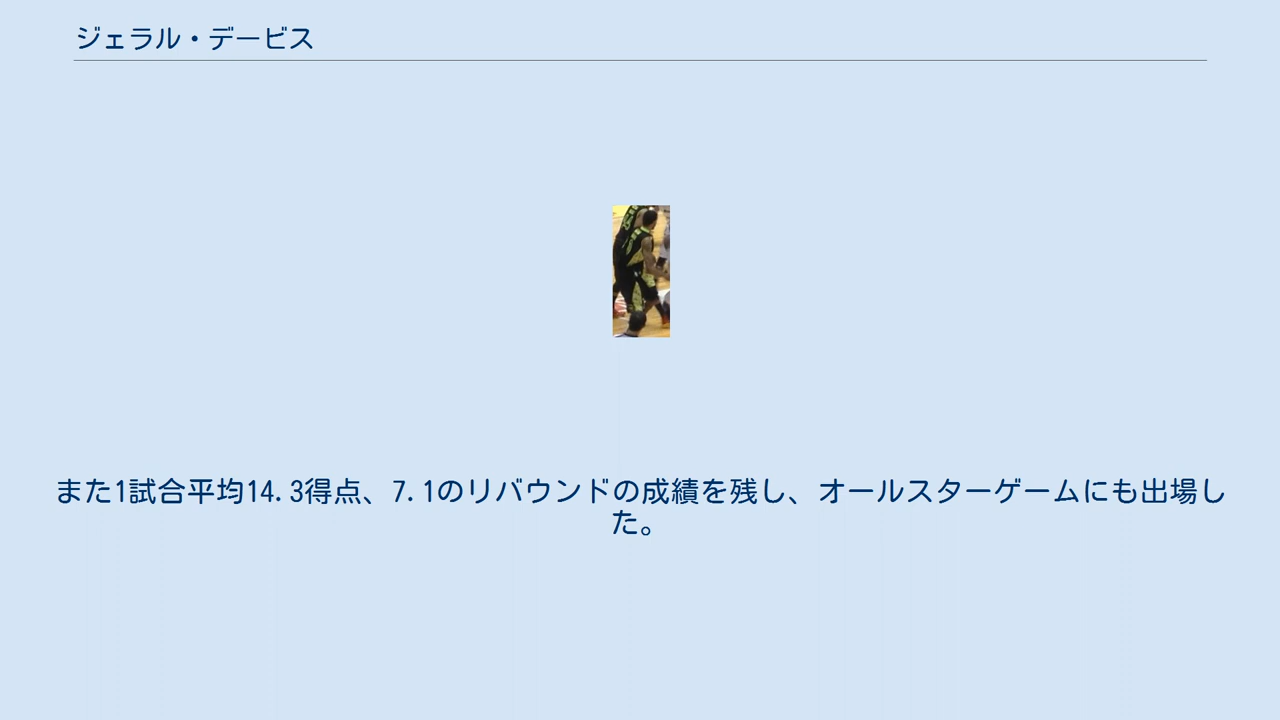 ジェラル・デービス
また1試合平均14.3得点、7.1のリバウンドの成績を残し、オールスターゲームにも出場し
た。